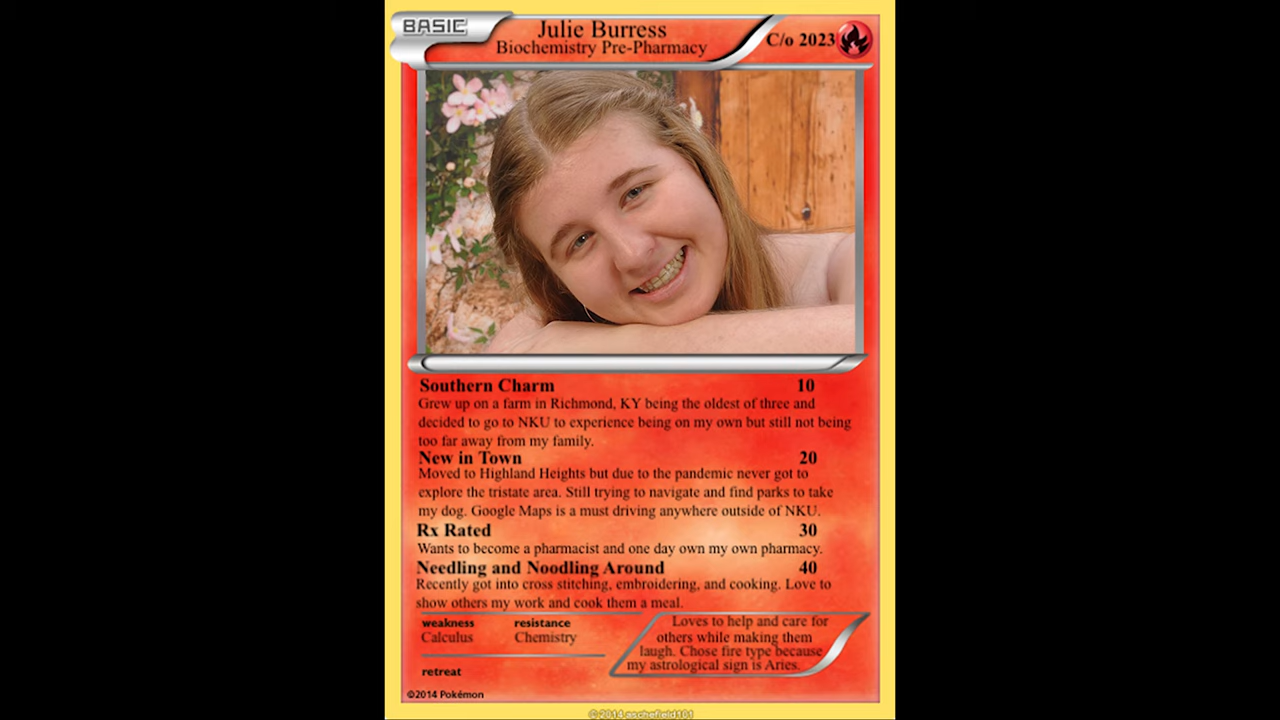 BASIC
Julie Burress
C/o 2023
Biochemistry Pre-Pharmacy
Southern Charm 10
Grew up on a farm in Richmond, KY being the oldest of three and
decided to go to NKU to experience being on my own but still not being
too far away from my family.
New in Town 20
Moved to Highland Heights but due to the pandemic never got to
explore the tristate area. Still trying to navigate and find parks to take
my dog. Google Maps is a must driving anywhere outside of NKU.
Rx Rated 30
Wants to become a pharmacist and one day own my own pharmacy.
Needling and Noodling Around 40
Recently got into cross stitching, embroidering, and cooking. Love to
show others my work and cook them a meal.
weakness resistance
Calculus Chemistry
retreat
Loves to help and care for
others while making them
laugh. Chose fire type because
my astrological sign is Aries.
©2014 Pokémon
©2014 aschefield101